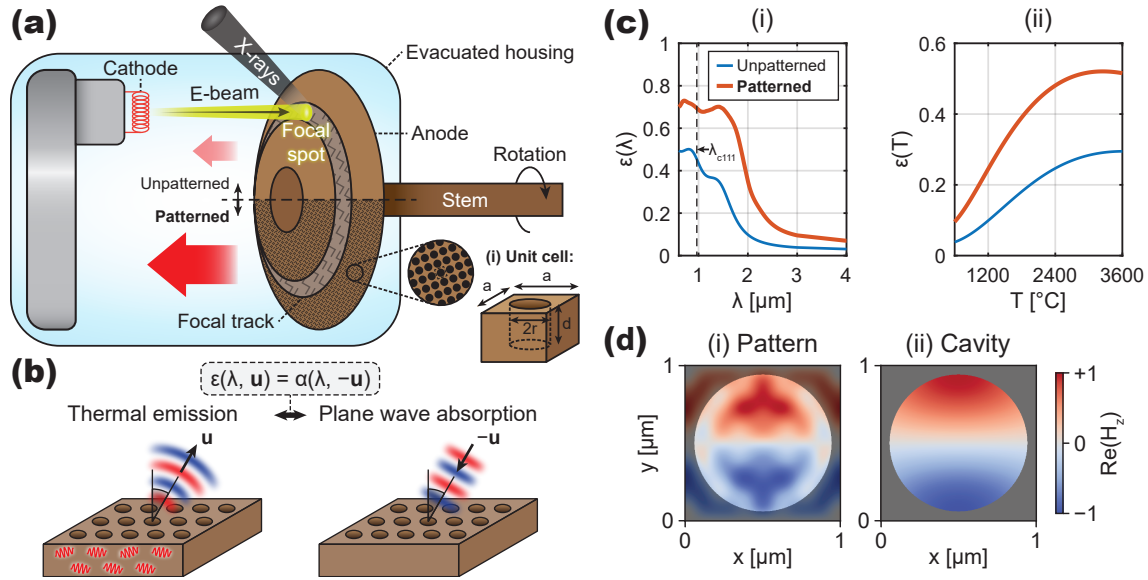 (a)
Cathode
E-beam
X-rays
Focal
spot
Evacuated housing
Anode
Rotation
Unpatterned
Patterned
Stem
Focal track
(i) Unit cell:
a
a
2r
d
(b)
ε(λ, u) = α(λ, −u)
Thermal emission
Plane wave absorption
u
−u
(c)
(i)
Unpatterned
Patterned
λc111
ε(λ)
1
0.8
0.6
0.4
0.2
0
1
2
3
4
λ [μm]
(ii)
ε(T)
0.6
0.4
0.2
0
1200
2400
3600
T [°C]
(d)
(i) Pattern
1
y [μm]
0
0
1
x [μm]
(ii) Cavity
1
0
0
1
x [μm]
+1
0
−1
Re(Hz)